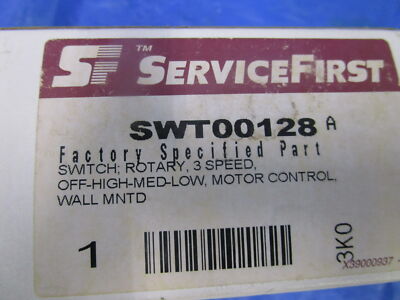 SF ™ SERVICEFIRST
SWT00128 A
Factory Specified Part
SWITCH; ROTARY, 3 SPEED,
OFF-HIGH-MED-LOW, MOTOR CONTROL,
WALL MNTD
1
3K0
X39000937